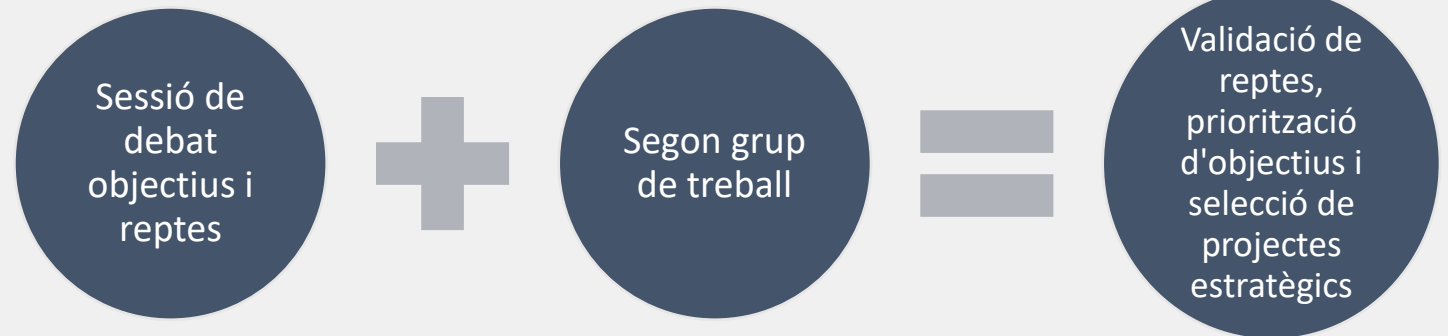 Sessió de
debat
objectius i
reptes
Segon grup
de treball
Validació de
reptes,
priorització
d'objectius i
selecció de
projectes
estratègics